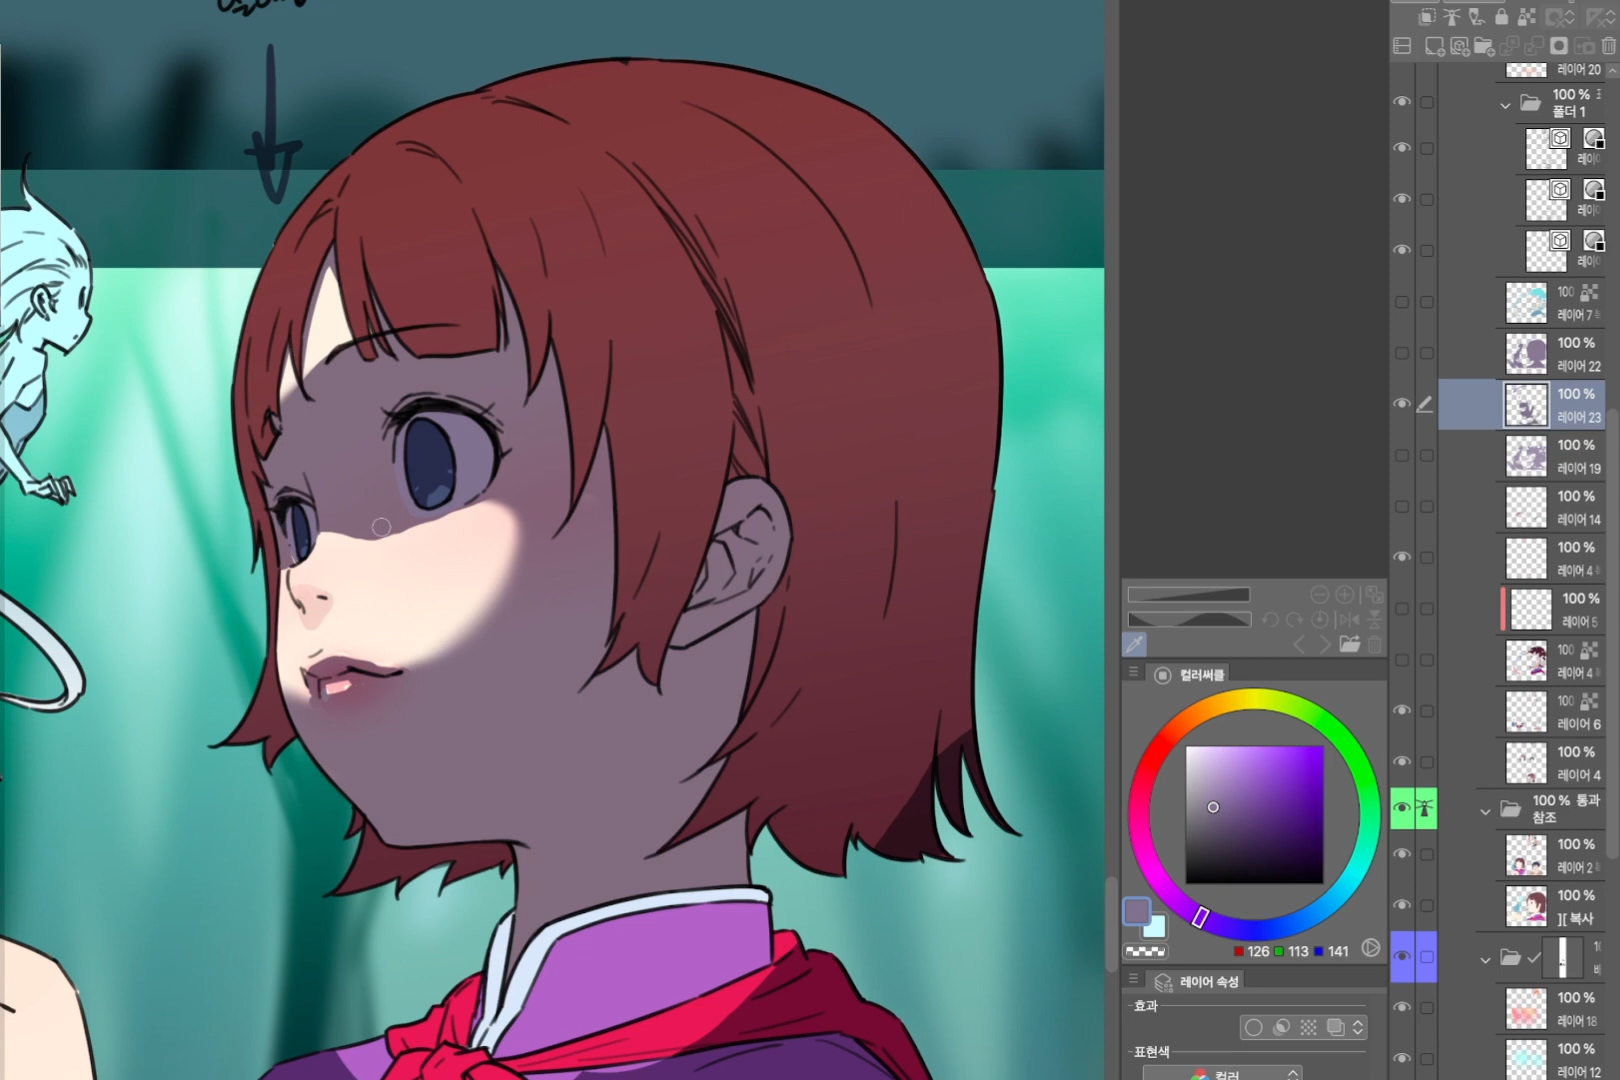 레이어 20
100 %
폴더 1
100
레이어 7
100 %
레이어 22
100 %
레이어 23
100 %
레이어 19
100 %
레이어 14
100 %
레이어 4
100 %
레이어 5
100
레이어 4
100
레이어 6
100 %
레이어 4
100 % 통과
참조
100 %
레이어 2
100 %
][ 복사
100 %
레이어 18
100 %
레이어 12
컬러써클
126 113 141
레이어 속성
효과
표현색
컬러